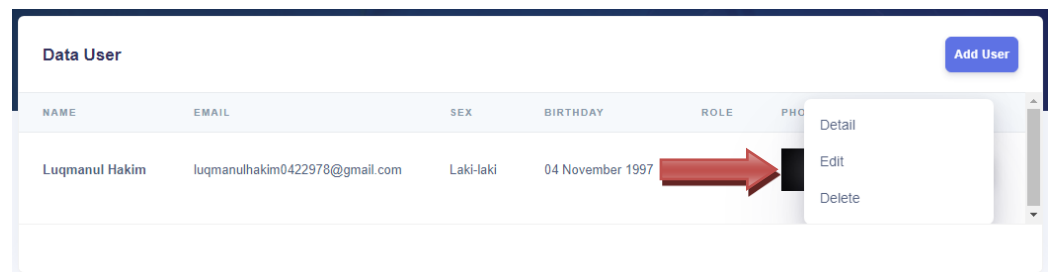 Data User
Add User
NAME EMAIL SEX BIRTHDAY ROLE PHO
Detail
Edit
Delete
Luqmanul Hakim luqmanulhakim0422978@gmail.com Laki-laki 04 November 1997